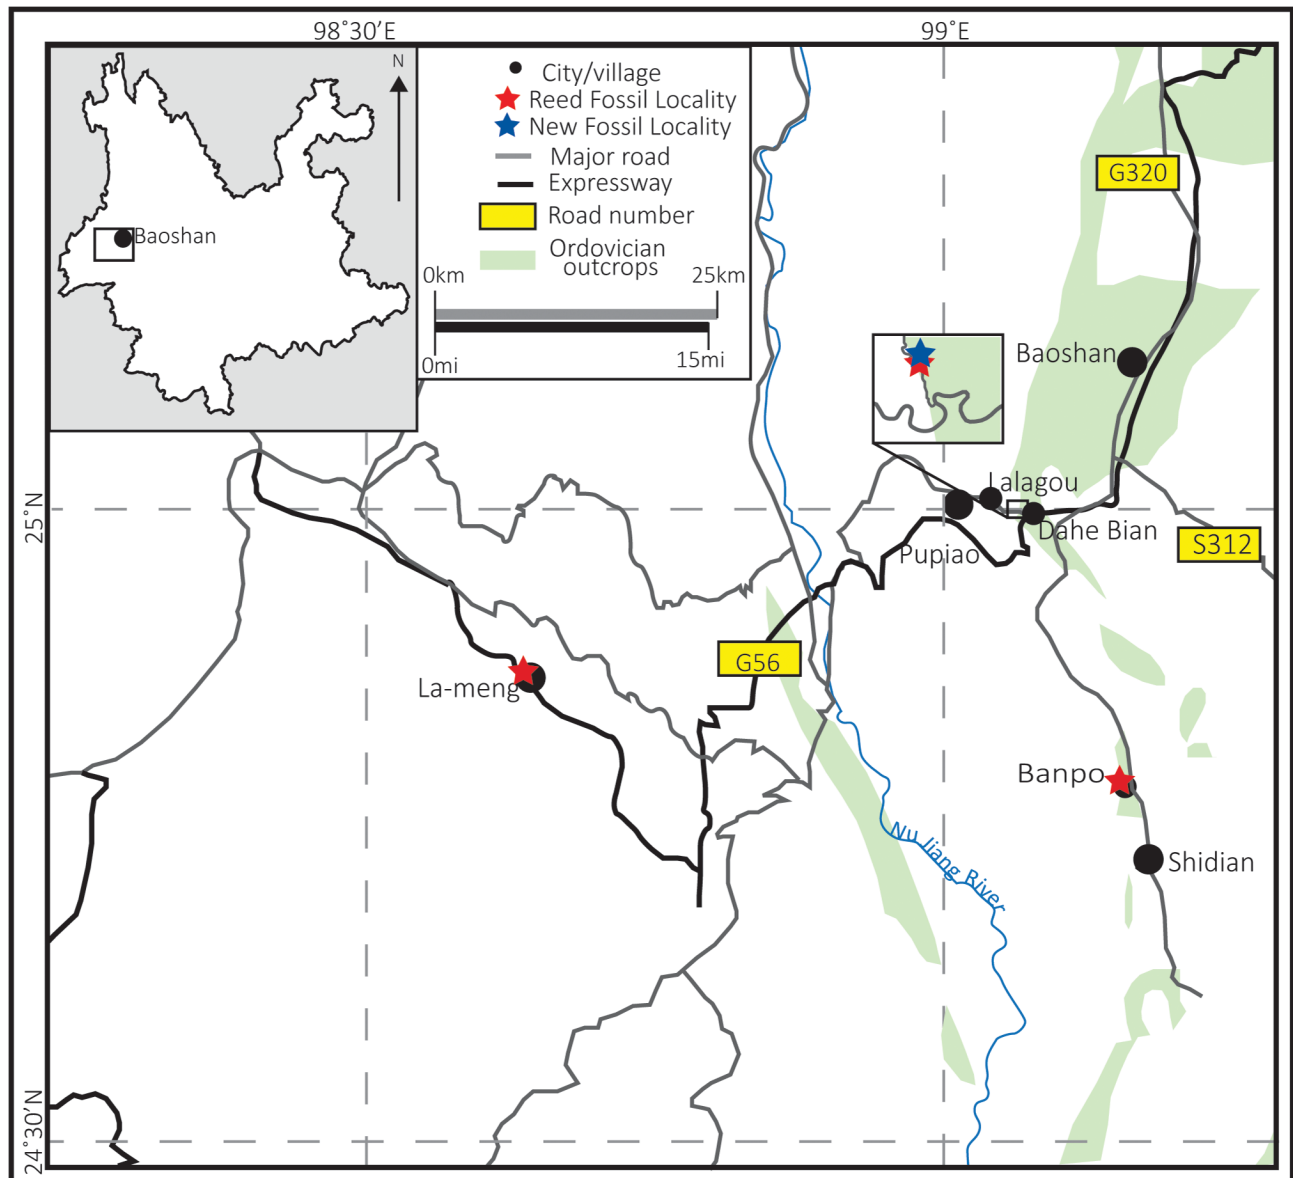 98˚30’E
99˚E
N
Baoshan
City/village
Reed Fossil Locality
New Fossil Locality
Major road
Expressway
Road number
Ordovician
outcrops
0km
25km
0mi
15mi
G320
Baoshan
Lalagou
25˚N
Dahe Bian
Pupiao
S312
G56
La-meng
Banpo
Nu Jiang River
Shidian
24˚30’N